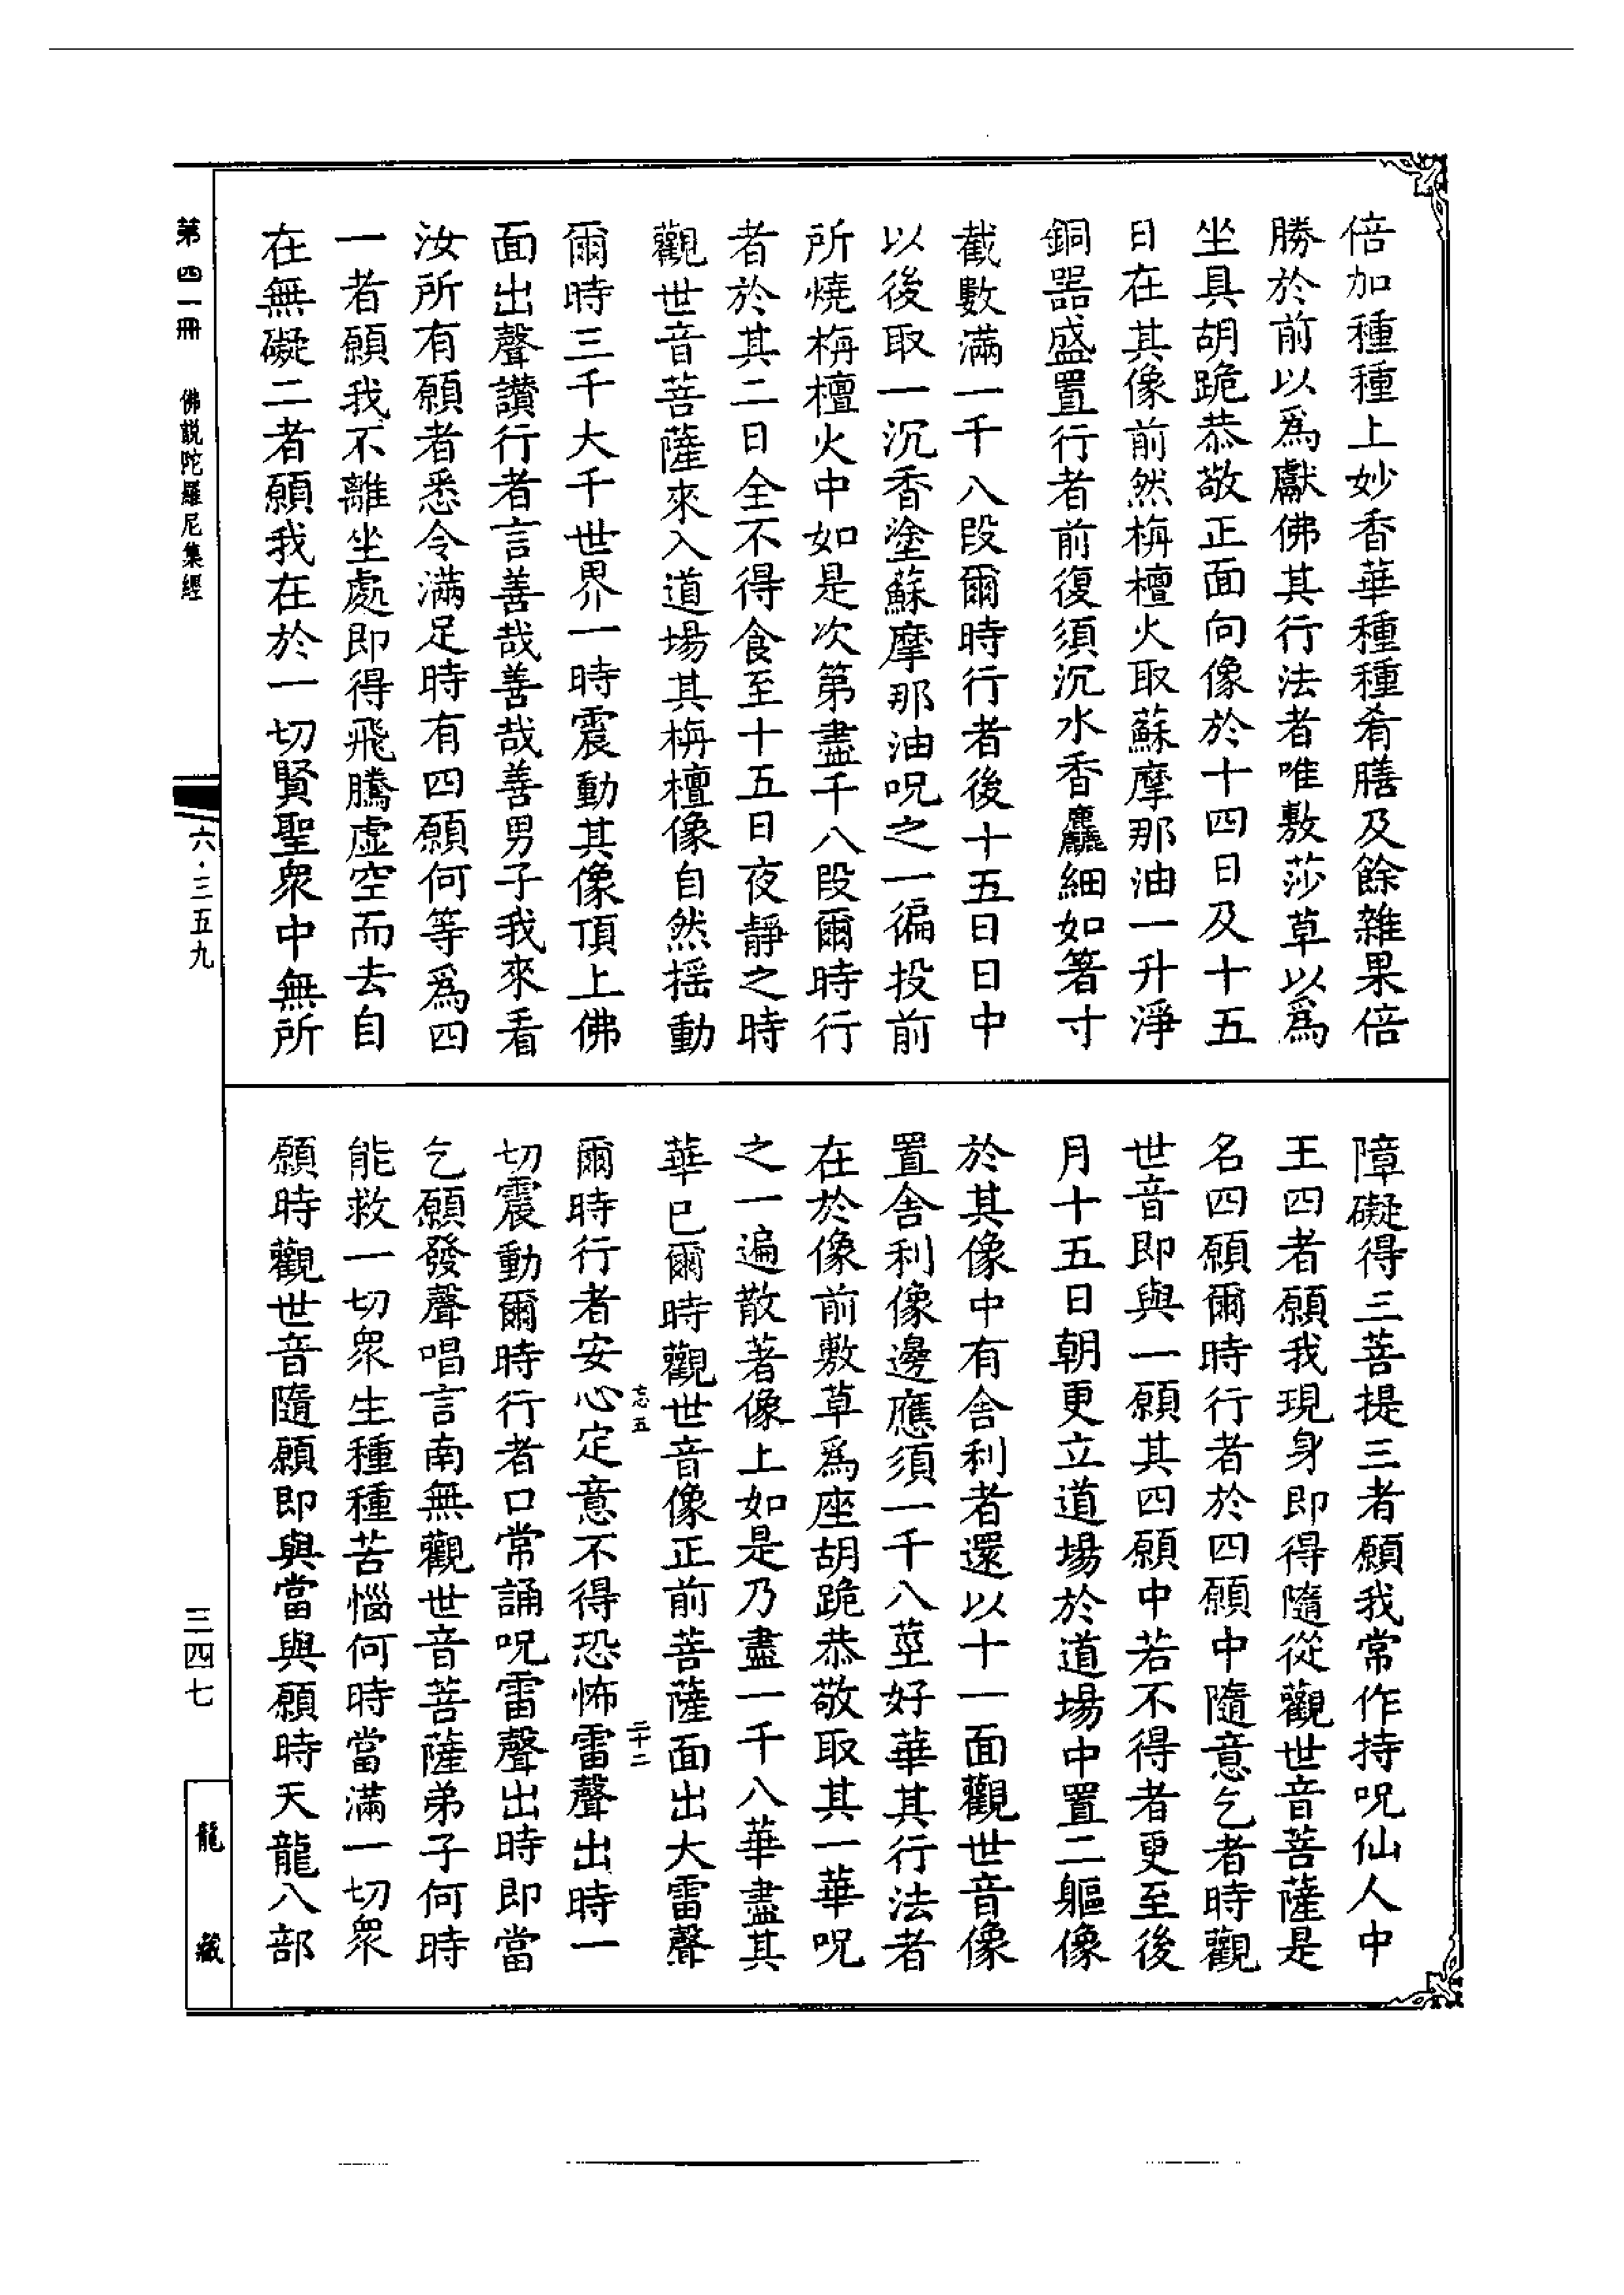 倍加種種上妙香華種種肴膳及餘雜果倍
勝於前以爲獻佛其行法者唯敷莎草以爲
坐具胡跪恭敬正面向像於十四日及十五
日在其像前然栴檀火取蘇摩那油一升淨
銅器盛置行者前復須沉水香麤細如箸寸
截數滿一千八段爾時行者後十五日日中
以後取一沉香塗蘇摩那油呪之一徧投前
所燒栴檀火中如是次第盡千八段爾時行
者於其二日全不得食至十五日夜靜之時
觀世音菩薩來入道場其栴檀像自然揺動
爾時三千大千世界一時震動其像頂上佛
面出聲讃行者言善哉善哉善男子我來看
汝所有願者悉令滿足時有四願何等爲四
一者願我不離坐處即得飛騰虛空而去自
在無礙二者願我在於一切賢聖衆中無所
障礙得三菩提三者願我常作持呪仙人中
王四者願我現身即得隨從觀世音菩薩是
名四願爾時行者於四願中隨意乞者時觀
世音即與一願其四願中若不得者更至後
月十五日朝更立道場於道場中置二軀像
於其像中有舍利者還以十一面觀世音像
置舍利像邊應須一千八莖好華其行法者
在於像前敷草爲座胡跪恭敬取其一華呪
之一遍散著像上如是乃盡一千八華盡其
華已爾時觀世音像正前菩薩面出大雷聲
忘五
二十二
爾時行者安心定意不得恐怖雷聲出時一
切震動爾時行者口常誦呪雷聲出時即當
乞願發聲唱言南無觀世音菩薩弟子何時
能救一切衆生種種苦惱何時當滿一切衆
願時觀世音隨願即與當與願時天龍八部
第四一冊
佛説陀羅尼集經
六·三五九
三四七
龍藏